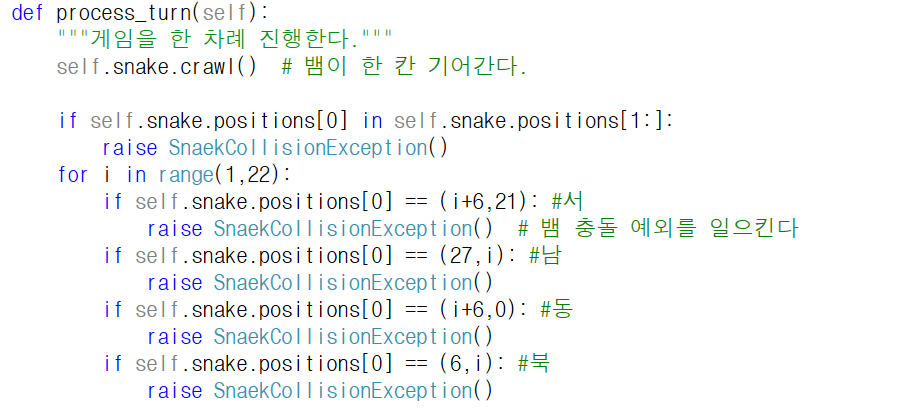 def process_turn(self):
    """게임을 한 차례 진행한다."""
    self.snake.crawl()  # 뱀이 한 칸 기어간다.

    if self.snake.positions[0] in self.snake.positions[1:]:
        raise SnaekCollisionException()
    for i in range(1,22):
        if self.snake.positions[0] == (i+6,21): #서
            raise SnaekCollisionException()  # 뱀 충돌 예외를 일으킨다
        if self.snake.positions[0] == (27,i): #남
            raise SnaekCollisionException()
        if self.snake.positions[0] == (i+6,0): #동
            raise SnaekCollisionException()
        if self.snake.positions[0] == (6,i): #북
            raise SnaekCollisionException()